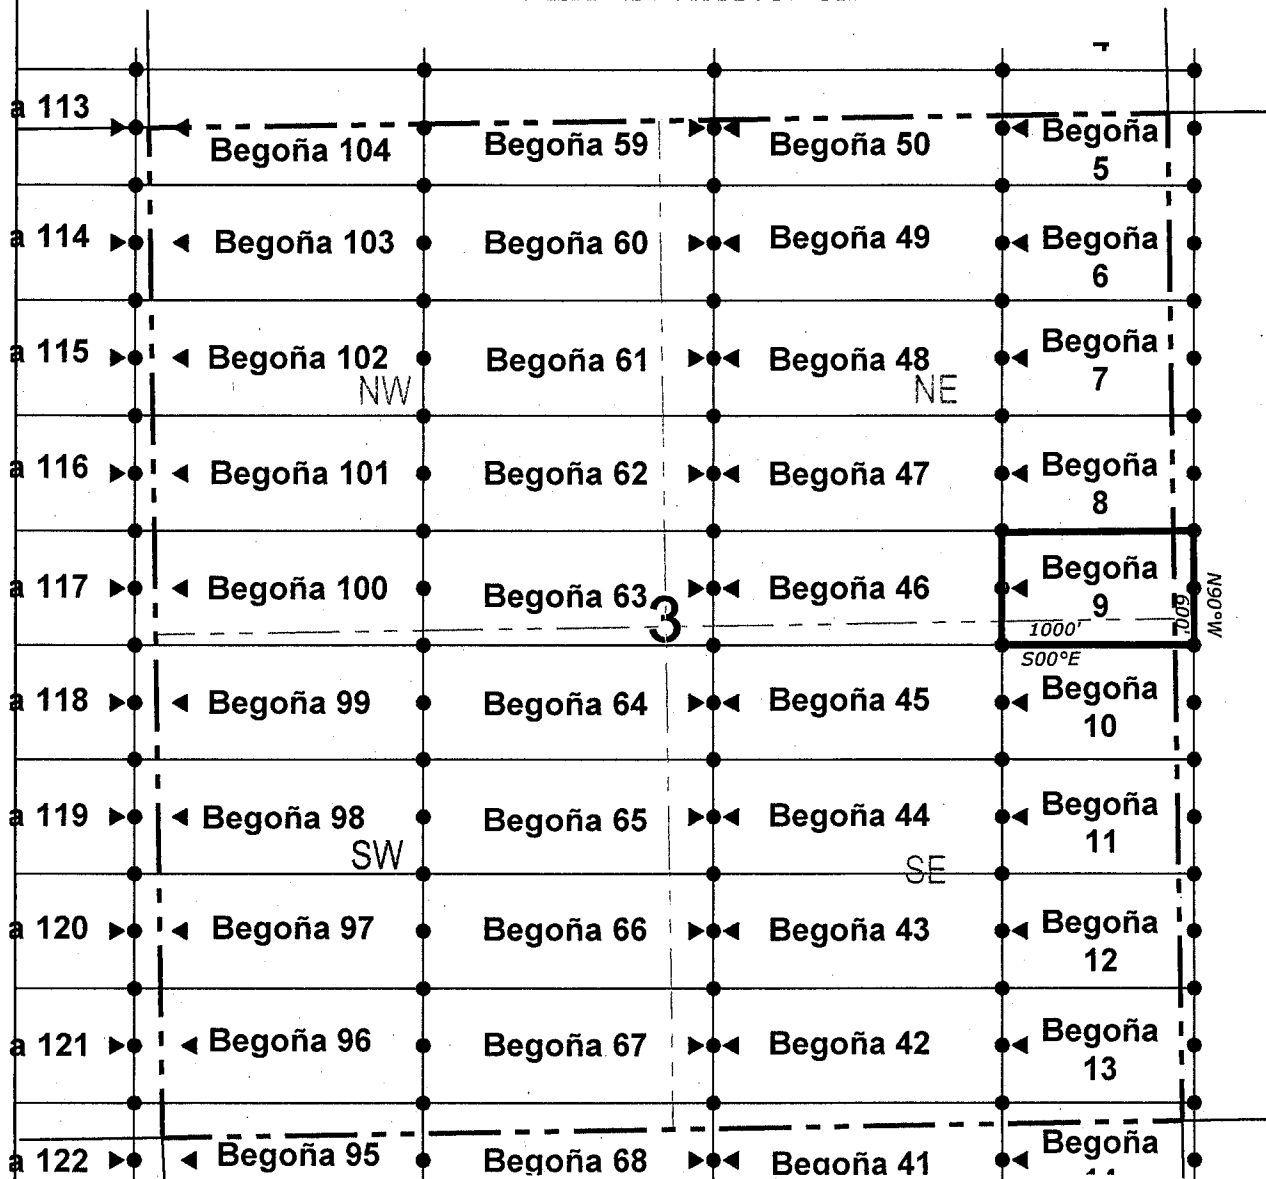 a 113
Begoña 104
Begoña 59
Begoña 50
Begoña
5
a 114
Begoña 103
Begoña 60
Begoña 49
Begoña
6
a 115
Begoña 102
Begoña 61
Begoña 48
Begoña
7
NW
NE
a 116
Begoña 101
Begoña 62
Begoña 47
Begoña
8
a 117
Begoña 100
Begoña 63
Begoña 46
Begoña
9
3
1000'
600'
N90°W
S00°E
a 118
Begoña 99
Begoña 64
Begoña 45
Begoña
10
a 119
Begoña 98
Begoña 65
Begoña 44
Begoña
11
SW
SE
a 120
Begoña 97
Begoña 66
Begoña 43
Begoña
12
a 121
Begoña 96
Begoña 67
Begoña 42
Begoña
13
a 122
Begoña 95
Begoña 68
Begoña 41
Begoña